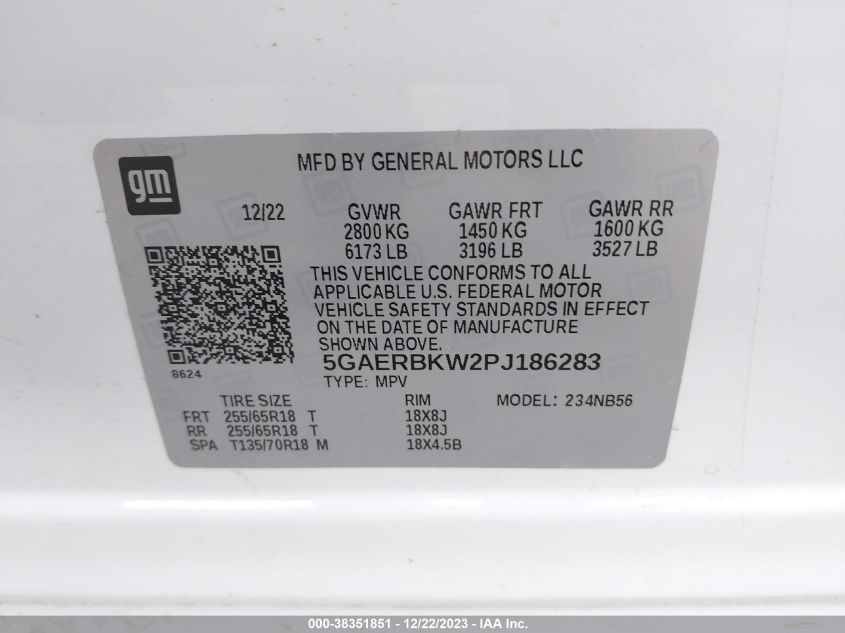 gm
MFD BY GENERAL MOTORS LLC
12/22 GVWR GAWR FRT GAWR RR
2800 KG 1450 KG 1600 KG
6173 LB 3196 LB 3527 LB
THIS VEHICLE CONFORMS TO ALL
APPLICABLE U.S. FEDERAL MOTOR
VEHICLE SAFETY STANDARDS IN EFFECT
ON THE DATE OF MANUFACTURE
SHOWN ABOVE.
5GAERBKW2PJ186283
8624
TYPE: MPV
TIRE SIZE RIM MODEL: 234NB56
FRT 255/65R18 T 18X8J
RR 255/65R18 T 18X8J
SPA T135/70R18 M 18X4.5B
000-38351851 - 12/22/2023 - © Copyright 2023 - IAA, Inc.